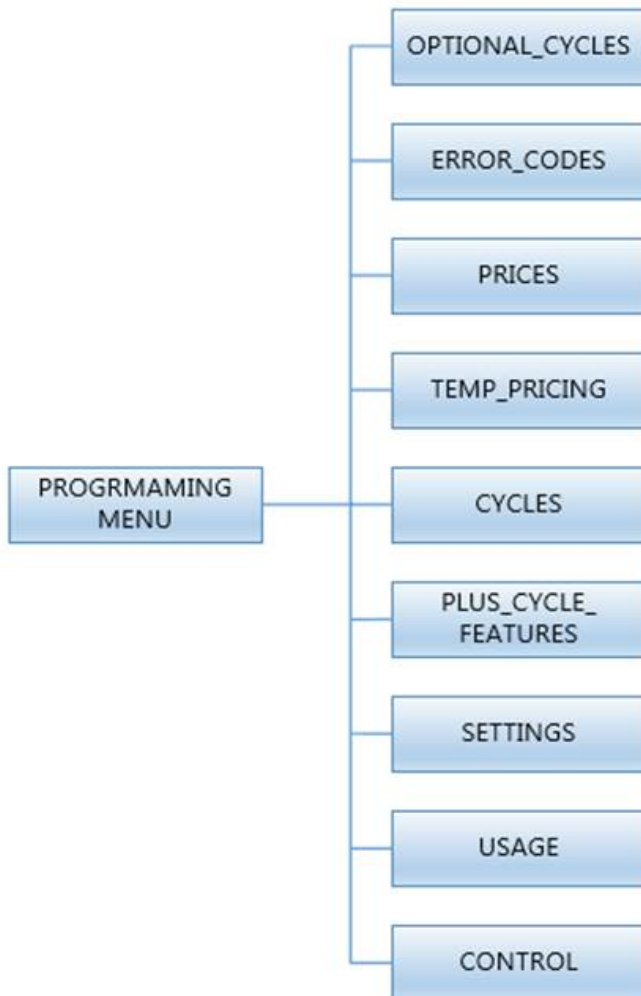 OPTIONAL_CYCLES
ERROR_CODES
PRICES
TEMP_PRICING
PROGRMAMING
MENU
CYCLES
PLUS_CYCLE_
FEATURES
SETTINGS
USAGE
CONTROL